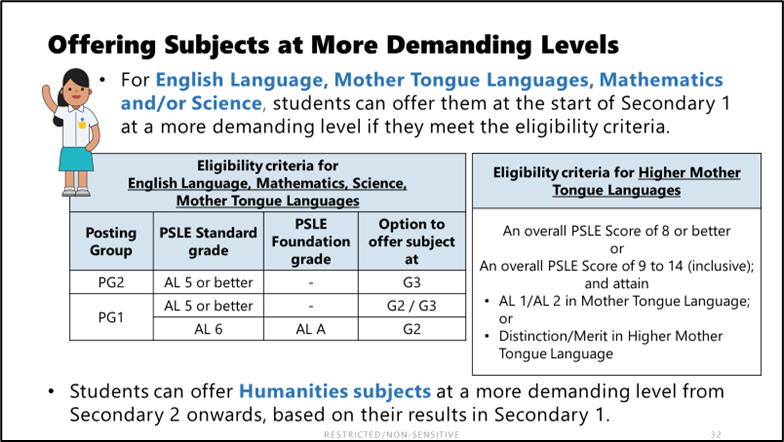 Offering Subjects at More Demanding Levels
• For English Language, Mother Tongue Languages, Mathematics
and/or Science, students can offer them at the start of Secondary 1
at a more demanding level if they meet the eligibility criteria.
Eligibility criteria for
English Language, Mathematics, Science,
Mother Tongue Languages
Posting
Group
PSLE Standard
grade
PSLE
Foundation
grade
Option to
offer subject
at
PG2
AL 5 or better
-
G3
PG1
AL 5 or better
-
G2 / G3
AL 6
AL A
G2
Eligibility criteria for Higher Mother
Tongue Languages
An overall PSLE Score of 8 or better
or
An overall PSLE Score of 9 to 14 (inclusive);
and attain
• AL 1/AL 2 in Mother Tongue Language;
or
• Distinction/Merit in Higher Mother
Tongue Language
• Students can offer Humanities subjects at a more demanding level from
Secondary 2 onwards, based on their results in Secondary 1.
RESTRICTED/NON-SENSITIVE
32